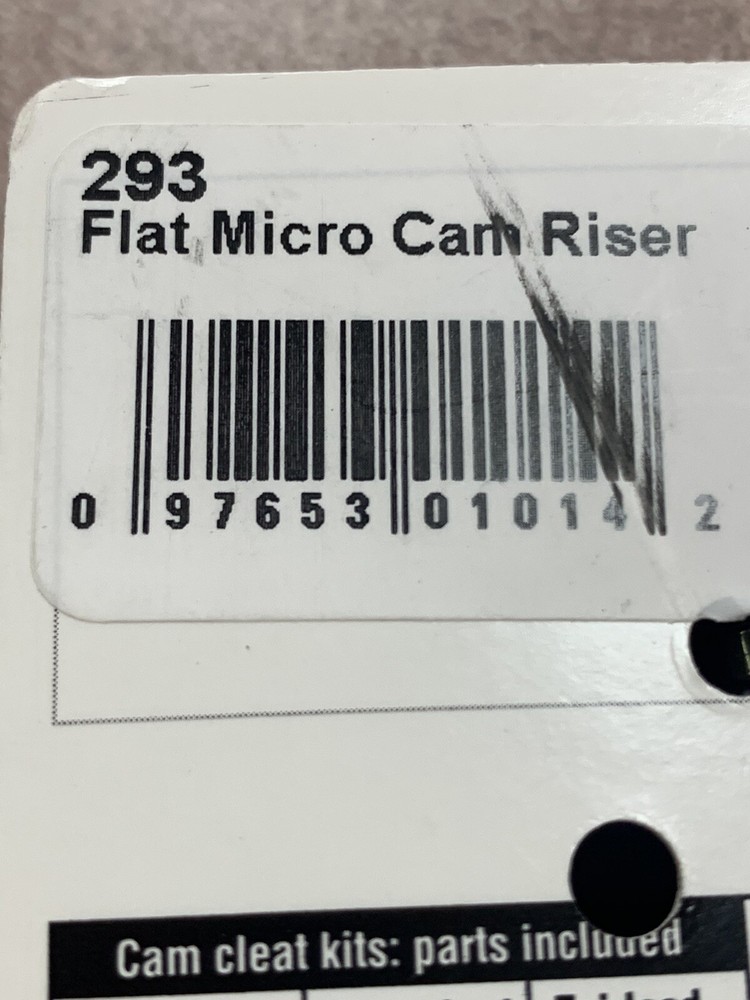 293
Flat Micro Cam Riser
0 97653 01014 2
Cam cleat kits: parts included